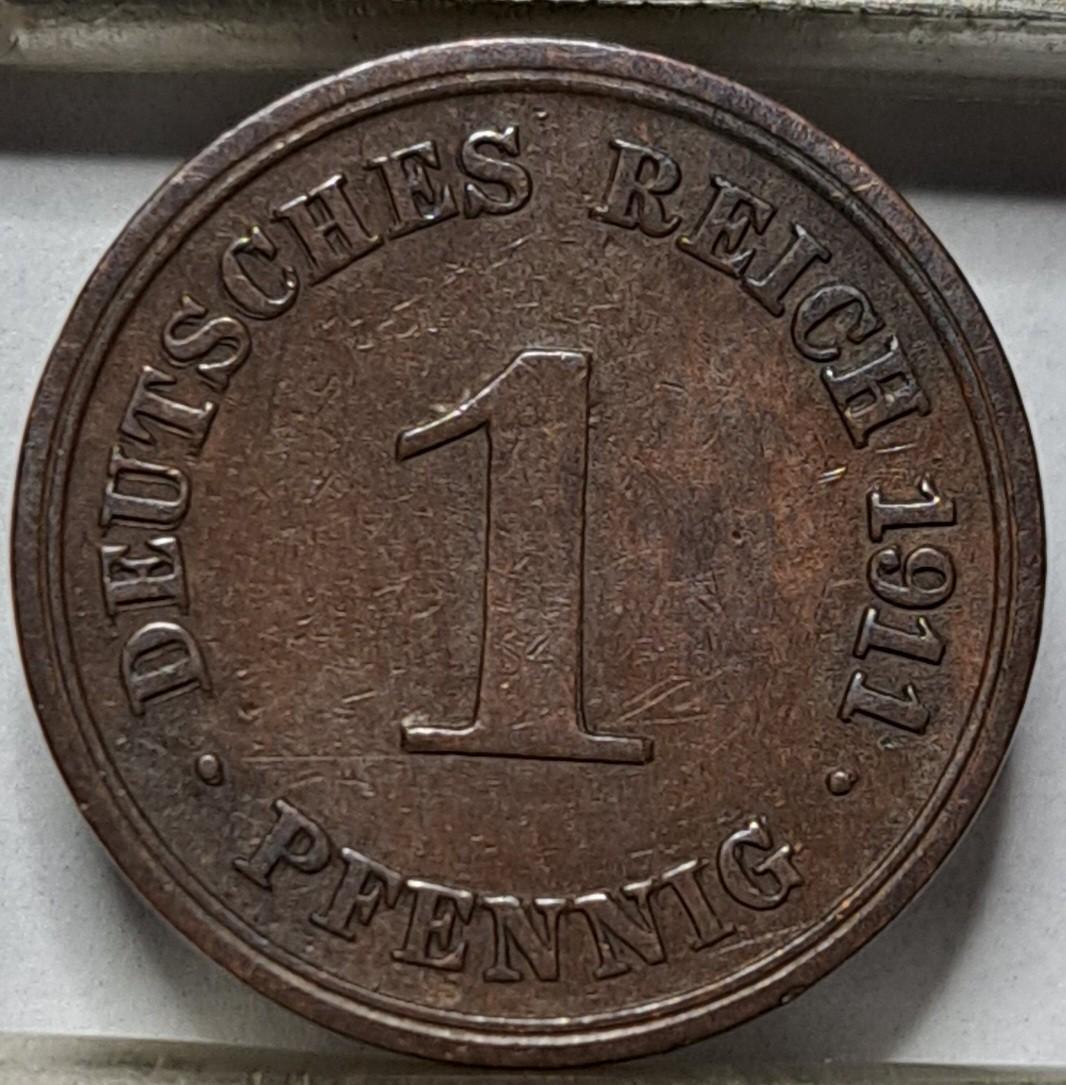 DEUTSCHES REICH 1911
1
PFENNIG